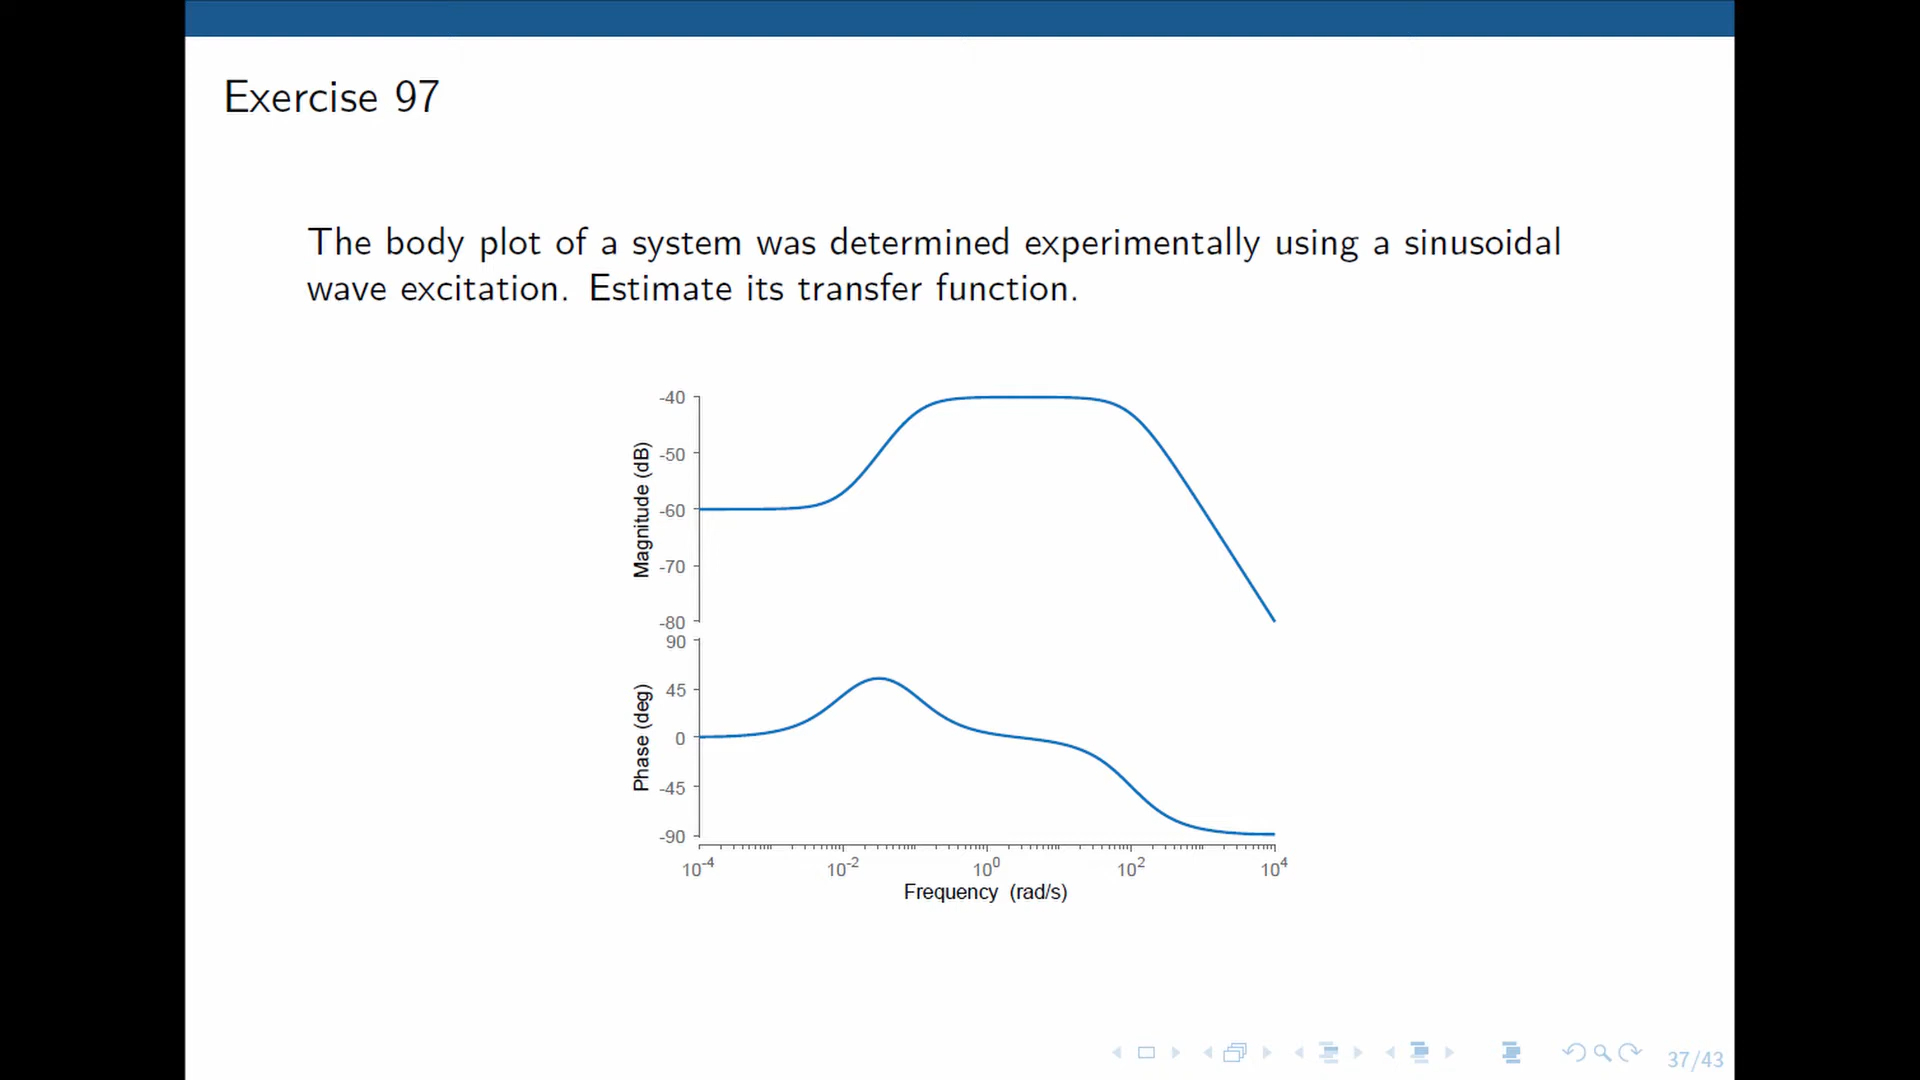 Exercise 97
The body plot of a system was determined experimentally using a sinusoidal
wave excitation. Estimate its transfer function.
-40
-50
-60
-70
-80
Magnitude (dB)
90
45
0
-45
-90
Phase (deg)
10^-4 10^-2 10^0 10^2 10^4
Frequency (rad/s)
37/43